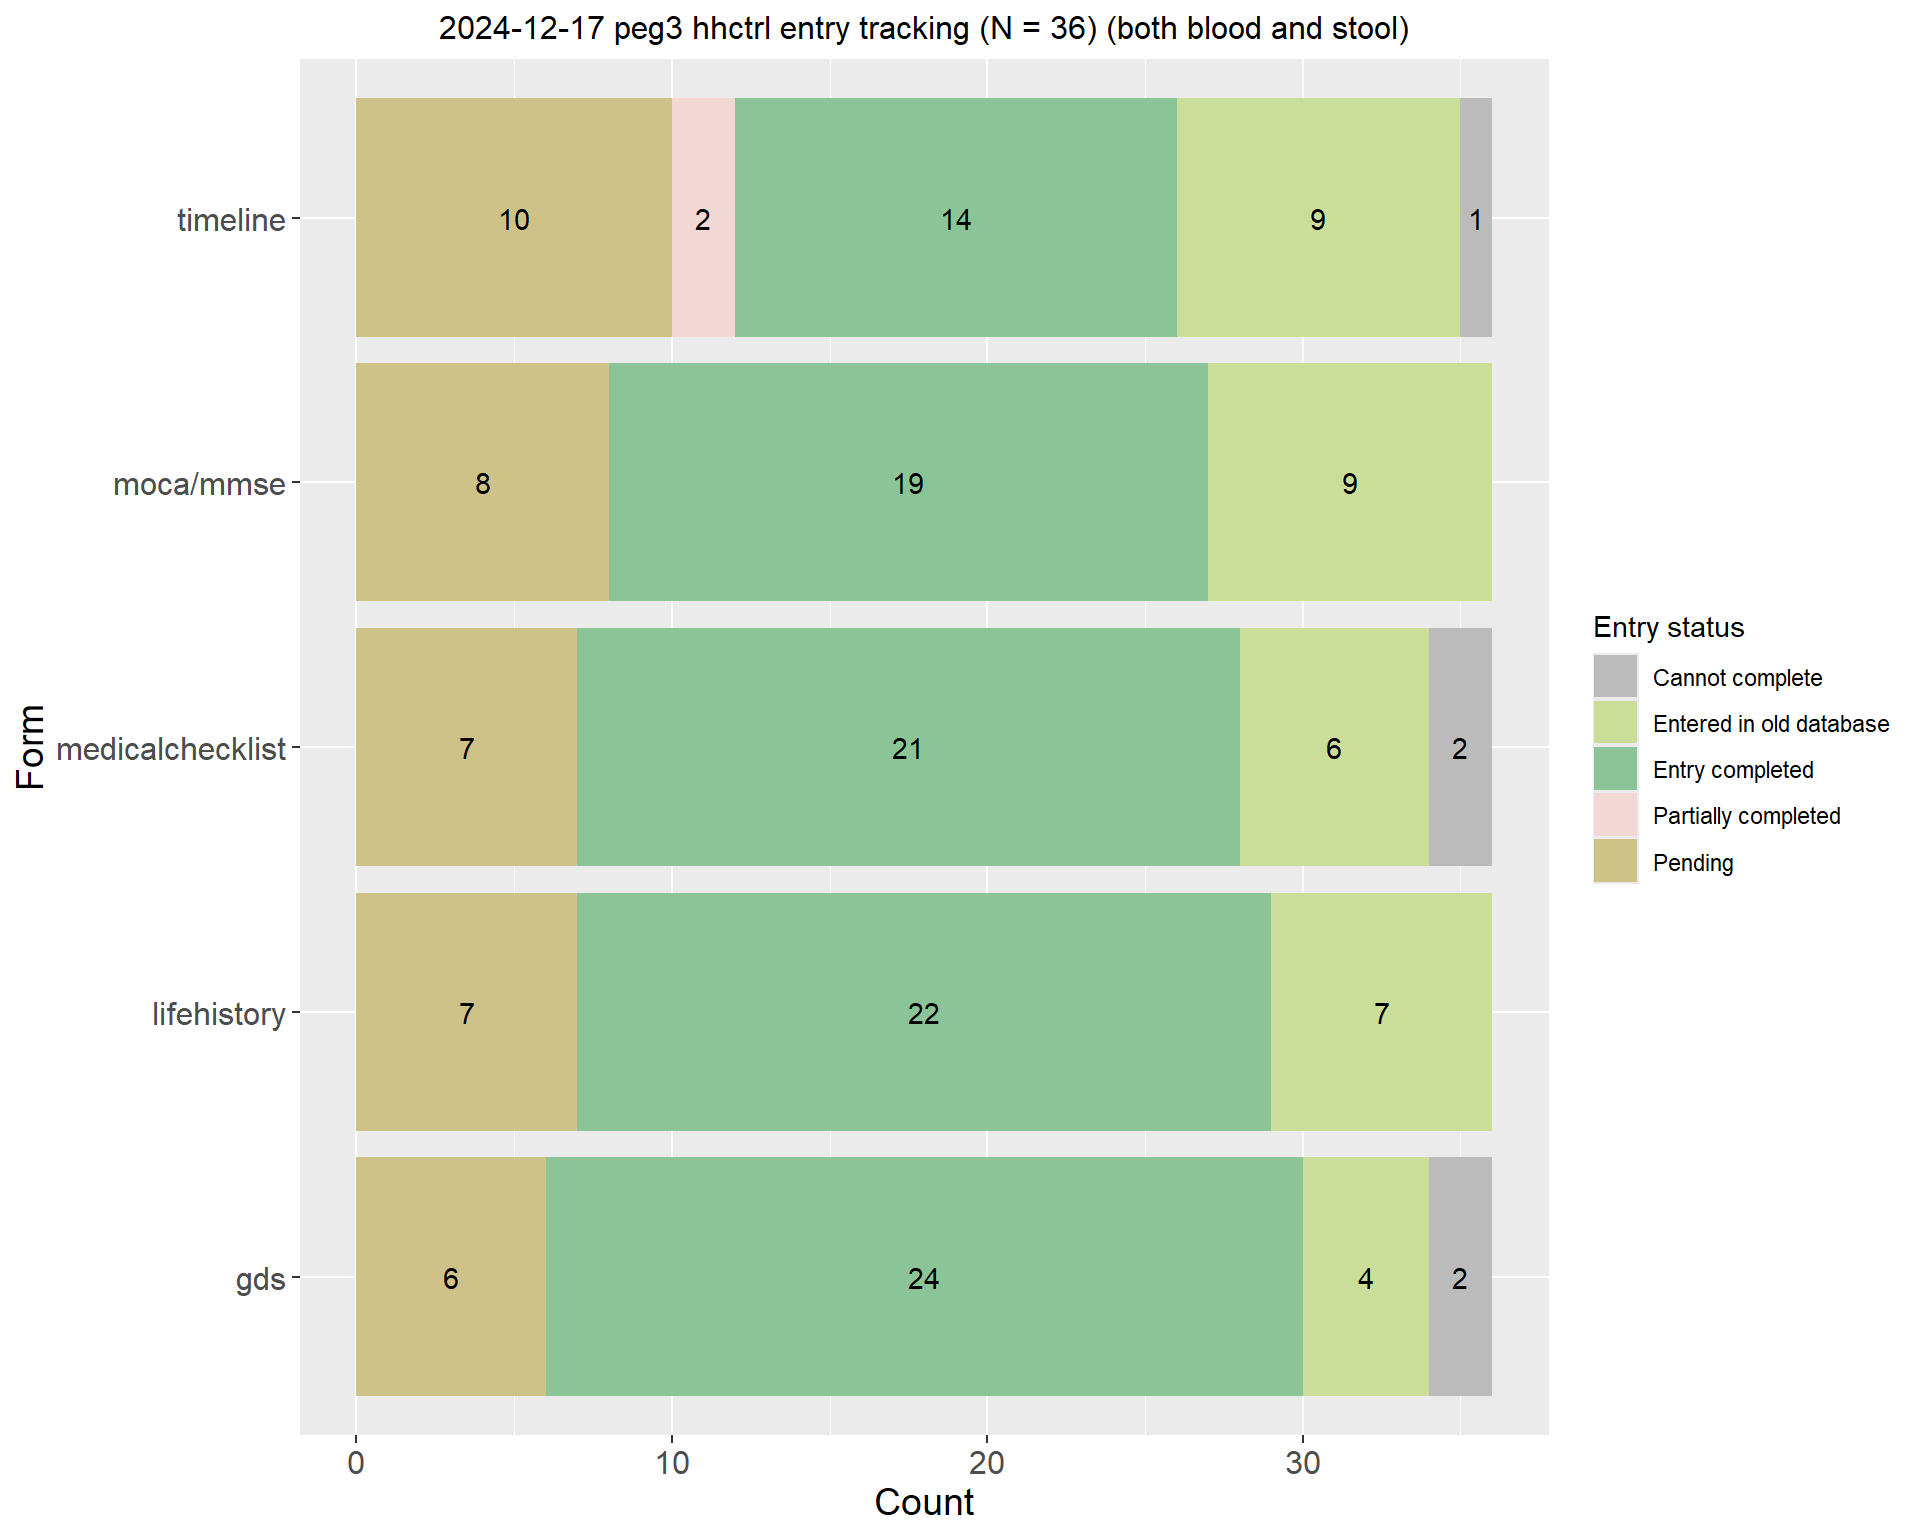 2024-12-17 peg3 hhctrl entry tracking (N = 36) (both blood and stool)
timeline
10
2
14
9
1
moca/mmse
8
19
9
medicalchecklist
7
21
6
2
lifehistory
7
22
7
gds
6
24
4
2
Form
0
10
20
30
Count
Entry status
Cannot complete
Entered in old database
Entry completed
Partially completed
Pending